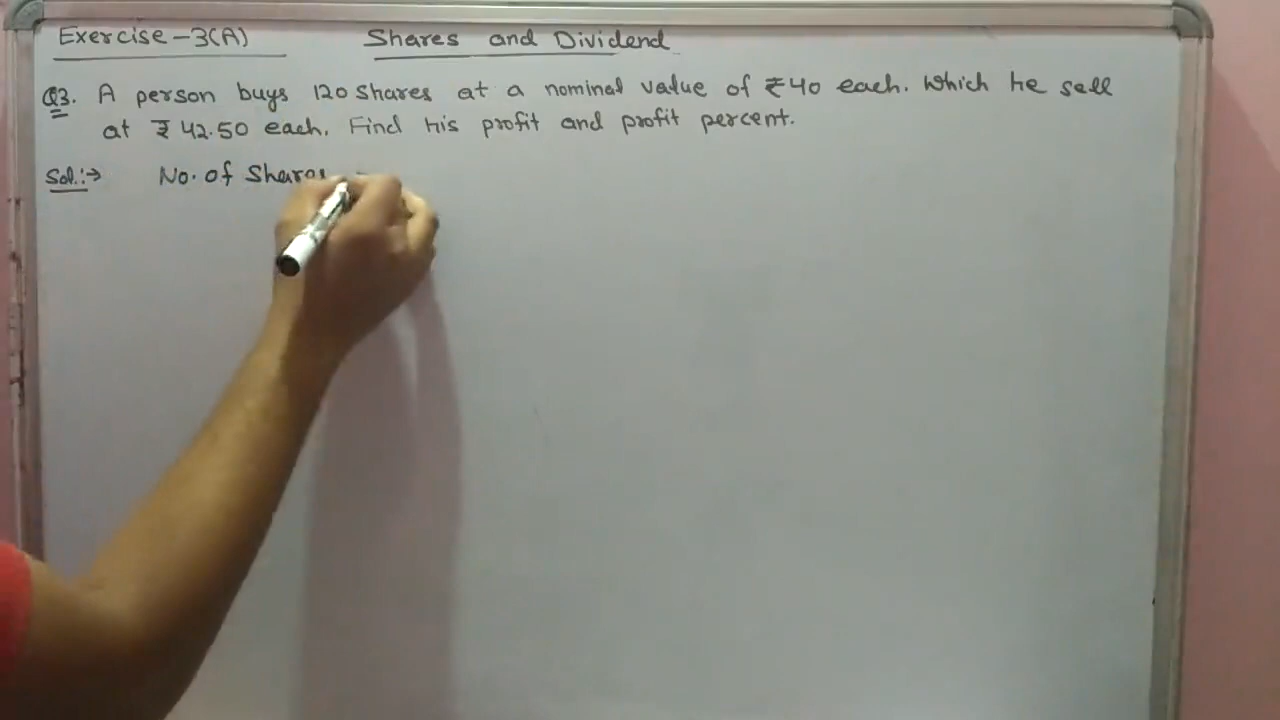 Exercise-3(A) Shares and Dividend
Q3. A person buys 120 Shares at a nominal value of ₹40 each. Which he sell
at ₹ 42.50 each. Find his profit and profit percent.
Sol.:→ No. of Shares